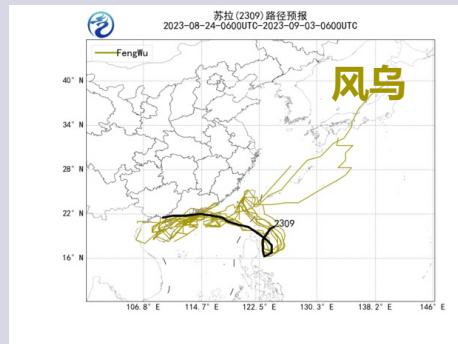 苏拉(2309)路径预报
2023-08-24-0600UTC-2023-09-03-0600UTC
FengWu
风乌
40° N
34° N
28° N
22° N
16° N
2309
106.8° E
114.7° E
122.5° E
130.3° E
138.2° E
146° E